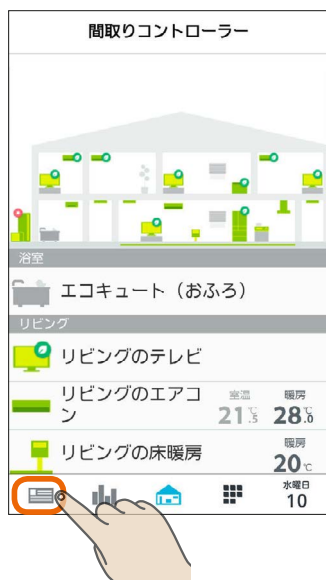 間取りコントローラー
浴室
エコキュート（おふろ）
リビング
リビングのテレビ
リビングのエアコン 室温 21.5℃ 暖房 28.0℃
リビングの床暖房 暖房 20℃
水曜日
10